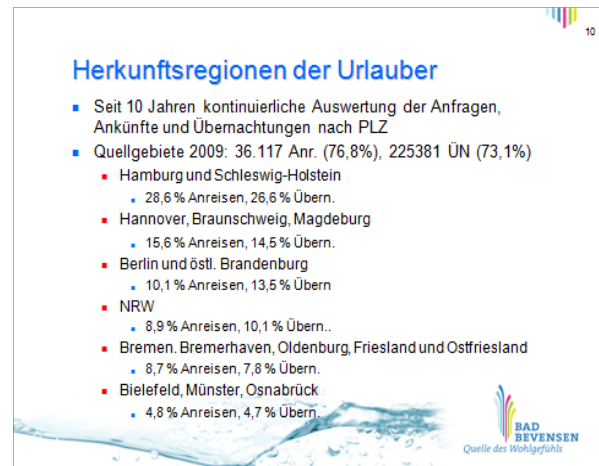 10
Herkunftsregionen der Urlauber
Seit 10 Jahren kontinuierliche Auswertung der Anfragen,
Ankünfte und Übernachtungen nach PLZ
Quellgebiete 2009: 36.117 Anr. (76,8%), 225381 ÜN (73,1%)
Hamburg und Schleswig-Holstein
28,6 % Anreisen, 26,6 % Übern.
Hannover, Braunschweig, Magdeburg
15,6 % Anreisen, 14,5 % Übern.
Berlin und östl. Brandenburg
10,1 % Anreisen, 13,5 % Übern
NRW
8,9 % Anreisen, 10,1 % Übern..
Bremen. Bremerhaven, Oldenburg, Friesland und Ostfriesland
8,7 % Anreisen, 7,8 % Übern.
Bielefeld, Münster, Osnabrück
4,8 % Anreisen, 4,7 % Übern.
BAD
BEVENSEN
Quelle des Wohlgefühls